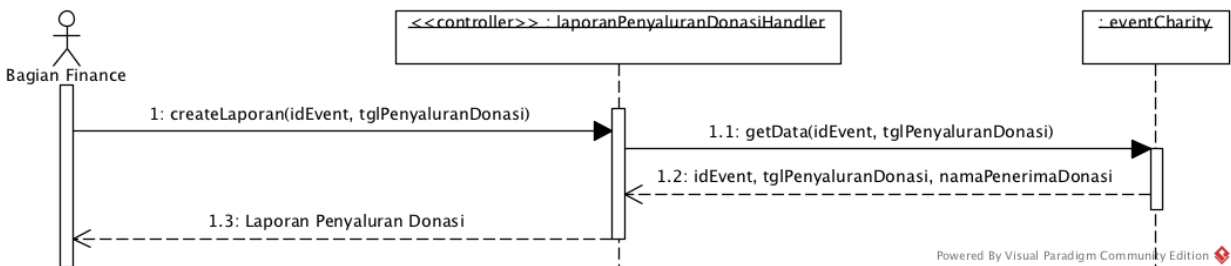 <<controller>> : laporanPenyaluranDonasiHandler
: eventCharity
Bagian Finance
1: createLaporan(idEvent, tglPenyaluranDonasi)
1.1: getData(idEvent, tglPenyaluranDonasi)
1.2: idEvent, tglPenyaluranDonasi, namaPenerimaDonasi
1.3: Laporan Penyaluran Donasi
Powered By Visual Paradigm Community Edition